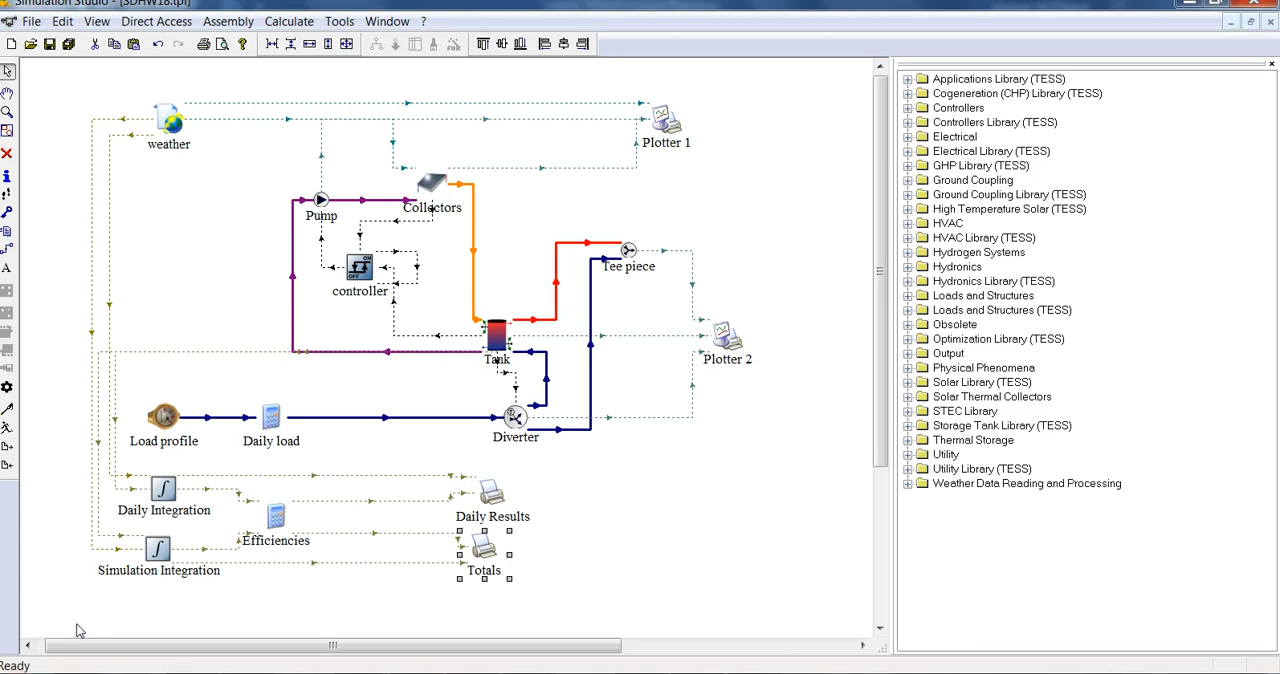 Simulation Studio - [SDHW18.tpf]
File Edit View Direct Access Assembly Calculate Tools Window ?
weather
Plotter 1
Pump
Collectors
controller
Tee piece
Tank
Plotter 2
Load profile
Daily load
Diverter
Daily Integration
Efficiencies
Daily Results
Simulation Integration
Totals
Applications Library (TESS)
Cogeneration (CHP) Library (TESS)
Controllers
Controllers Library (TESS)
Electrical
Electrical Library (TESS)
GHP Library (TESS)
Ground Coupling
Ground Coupling Library (TESS)
High Temperature Solar (TESS)
HVAC
HVAC Library (TESS)
Hydrogen Systems
Hydronics
Hydronics Library (TESS)
Loads and Structures
Loads and Structures (TESS)
Obsolete
Optimization Library (TESS)
Output
Physical Phenomena
Solar Library (TESS)
Solar Thermal Collectors
STEC Library
Storage Tank Library (TESS)
Thermal Storage
Utility
Utility Library (TESS)
Weather Data Reading and Processing
Ready